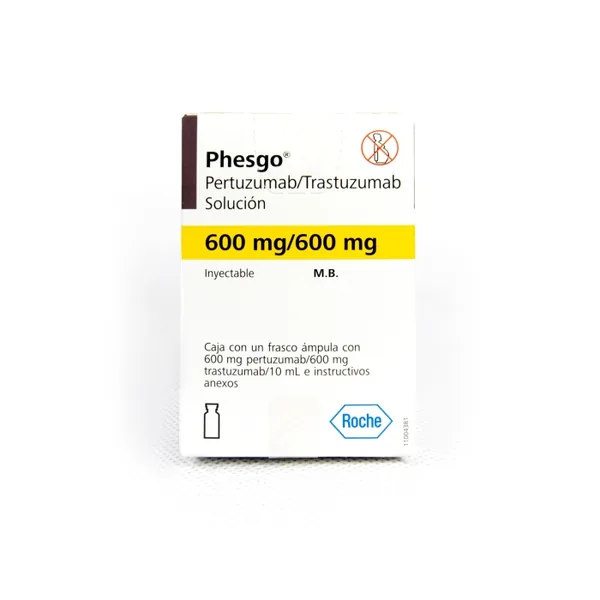 Phesgo®
Pertuzumab/Trastuzumab
Solución
600 mg/600 mg
Inyectable M.B.
Caja con un frasco ámpula con
600 mg pertuzumab/600 mg
trastuzumab/10 mL e instructivos
anexos
Roche
11004381